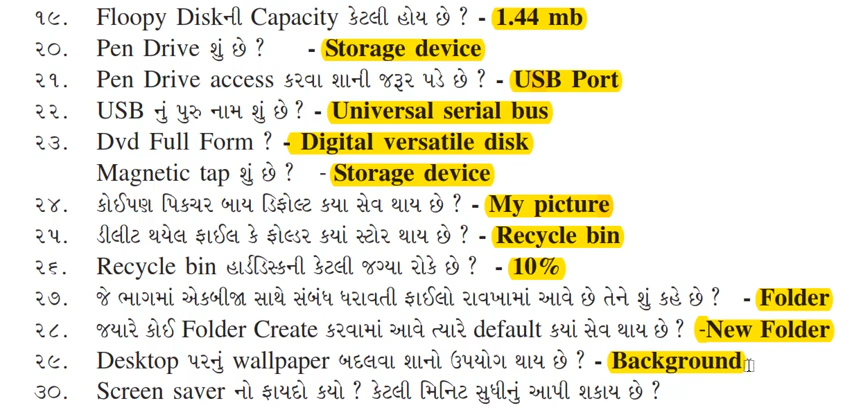 ૧૯. Floopy Diskની Capacity કેટલી હોય છે ? - 1.44 mb
૨૦. Pen Drive શું છે ? - Storage device
૨૧. Pen Drive access કરવા શાની જરૂર પડે છે ? - USB Port
૨૨. USB નું પુરુ નામ શું છે ? - Universal serial bus
૨૩. Dvd Full Form ? - Digital versatile disk
Magnetic tap શું છે ? - Storage device
૨૪. કોઈપણ પિકચર બાય ડિફોલ્ટ કયા સેવ થાય છે ? - My picture
૨૫. ડીલીટ થયેલ ફાઈલ કે ફોલ્ડર કયાં સ્ટોર થાય છે ? - Recycle bin
૨૬. Recycle bin હાર્ડડિસ્કની કેટલી જગ્યા રોકે છે ? - 10%
૨૭. જે ભાગમાં એકબીજા સાથે સંબંધ ધરાવતી ફાઈલો રાવખામાં આવે છે તેને શું કહે છે ? - Folder
૨૮. જયારે કોઈ Folder Create કરવામાં આવે ત્યારે default કયાં સેવ થાય છે ? -New Folder
૨૯. Desktop પરનું wallpaper બદલવા શાનો ઉપયોગ થાય છે ? - Background
૩૦. Screen saver નો ફાયદો કયો ? કેટલી મિનિટ સુધીનું આપી શકાય છે ?